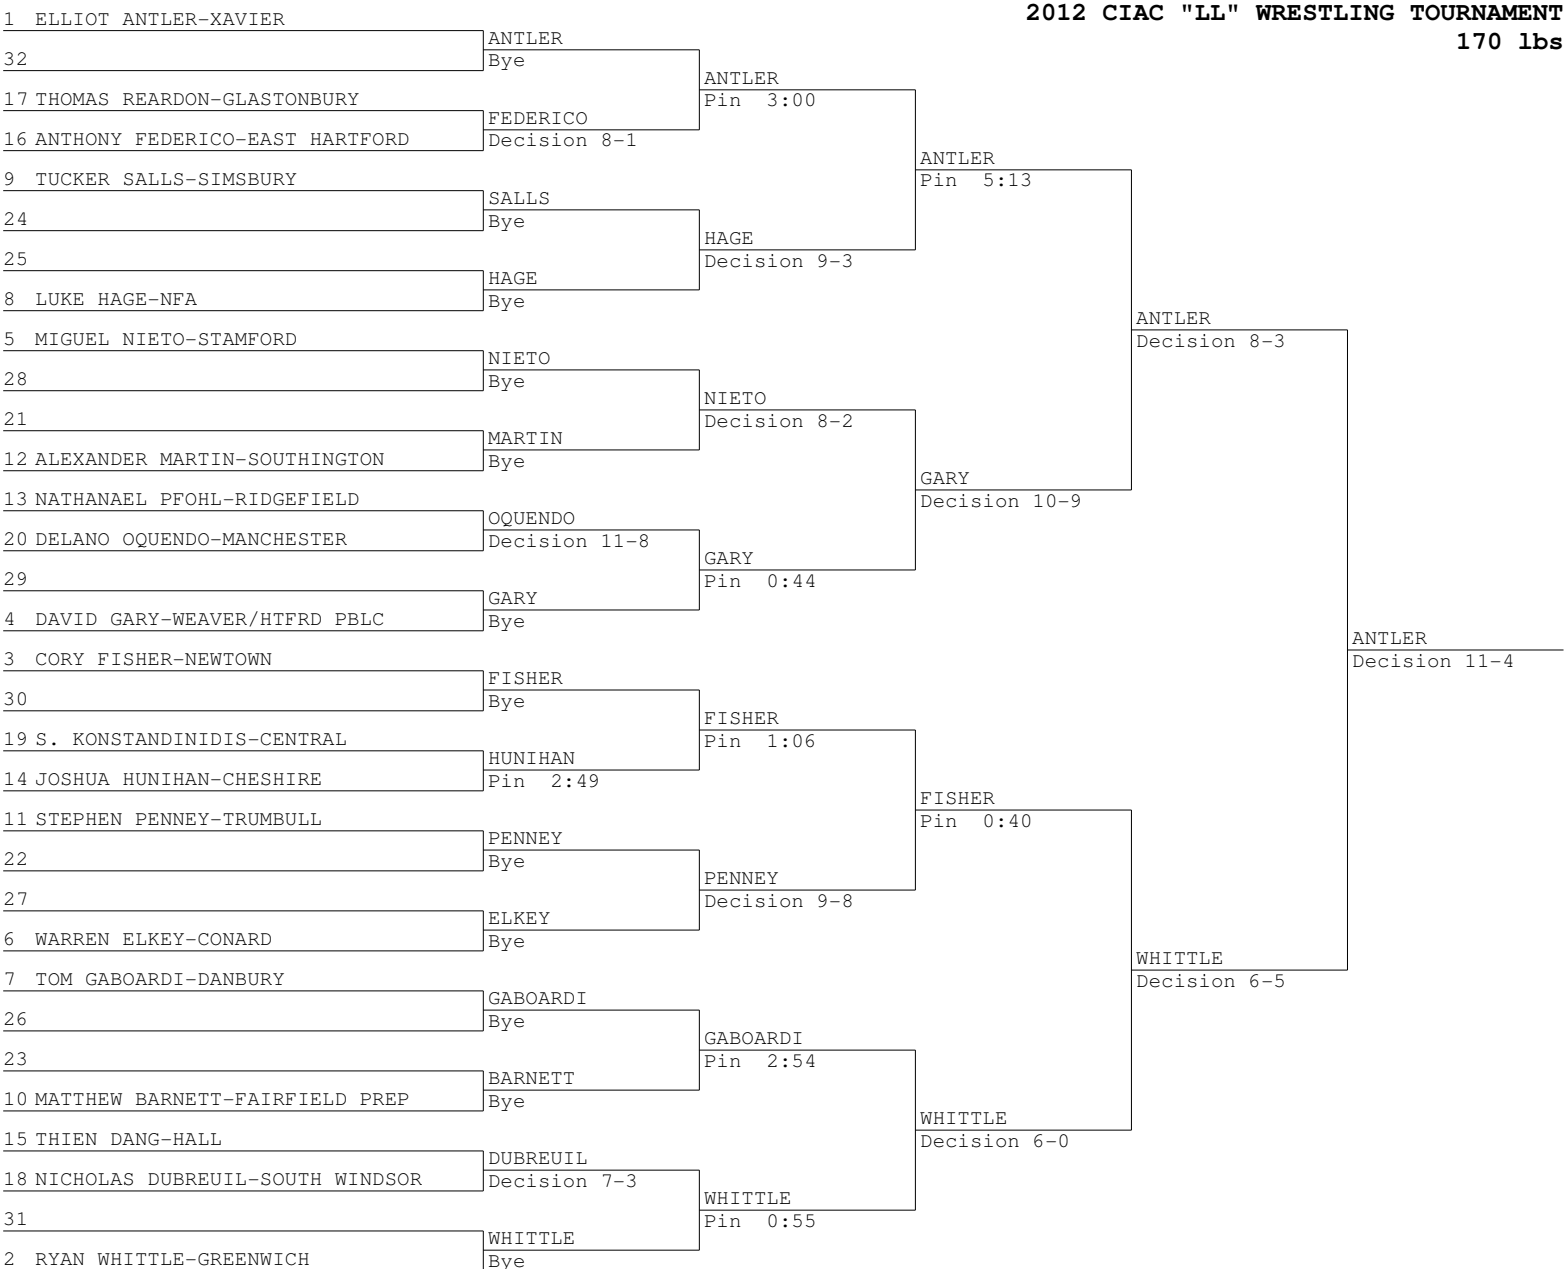 2012 CIAC "LL" WRESTLING TOURNAMENT
170 lbs
1 ELLIOT ANTLER-XAVIER
32
17 THOMAS REARDON-GLASTONBURY
16 ANTHONY FEDERICO-EAST HARTFORD
9 TUCKER SALLS-SIMSBURY
24
25
8 LUKE HAGE-NFA
5 MIGUEL NIETO-STAMFORD
28
21
12 ALEXANDER MARTIN-SOUTHINGTON
13 NATHANAEL PFOHL-RIDGEFIELD
20 DELANO OQUENDO-MANCHESTER
29
4 DAVID GARY-WEAVER/HTFRD PBLC
3 CORY FISHER-NEWTOWN
30
19 S. KONSTANDINIDIS-CENTRAL
14 JOSHUA HUNIHAN-CHESHIRE
11 STEPHEN PENNEY-TRUMBULL
22
27
6 WARREN ELKEY-CONARD
7 TOM GABOARDI-DANBURY
26
23
10 MATTHEW BARNETT-FAIRFIELD PREP
15 THIEN DANG-HALL
18 NICHOLAS DUBREUIL-SOUTH WINDSOR
31
2 RYAN WHITTLE-GREENWICH
ANTLER
Bye
FEDERICO
Decision 8-1
SALLS
Bye
HAGE
Bye
NIETO
Bye
MARTIN
Bye
OQUENDO
Decision 11-8
GARY
Bye
FISHER
Bye
HUNIHAN
Pin 2:49
PENNEY
Bye
ELKEY
Bye
GABOARDI
Bye
BARNETT
Bye
DUBREUIL
Decision 7-3
WHITTLE
Bye
ANTLER
Pin 3:00
HAGE
Decision 9-3
NIETO
Decision 8-2
GARY
Pin 0:44
FISHER
Pin 1:06
PENNEY
Decision 9-8
GABOARDI
Pin 2:54
WHITTLE
Pin 0:55
ANTLER
Pin 5:13
GARY
Decision 10-9
FISHER
Pin 0:40
WHITTLE
Decision 6-0
ANTLER
Decision 8-3
WHITTLE
Decision 6-5
ANTLER
Decision 11-4